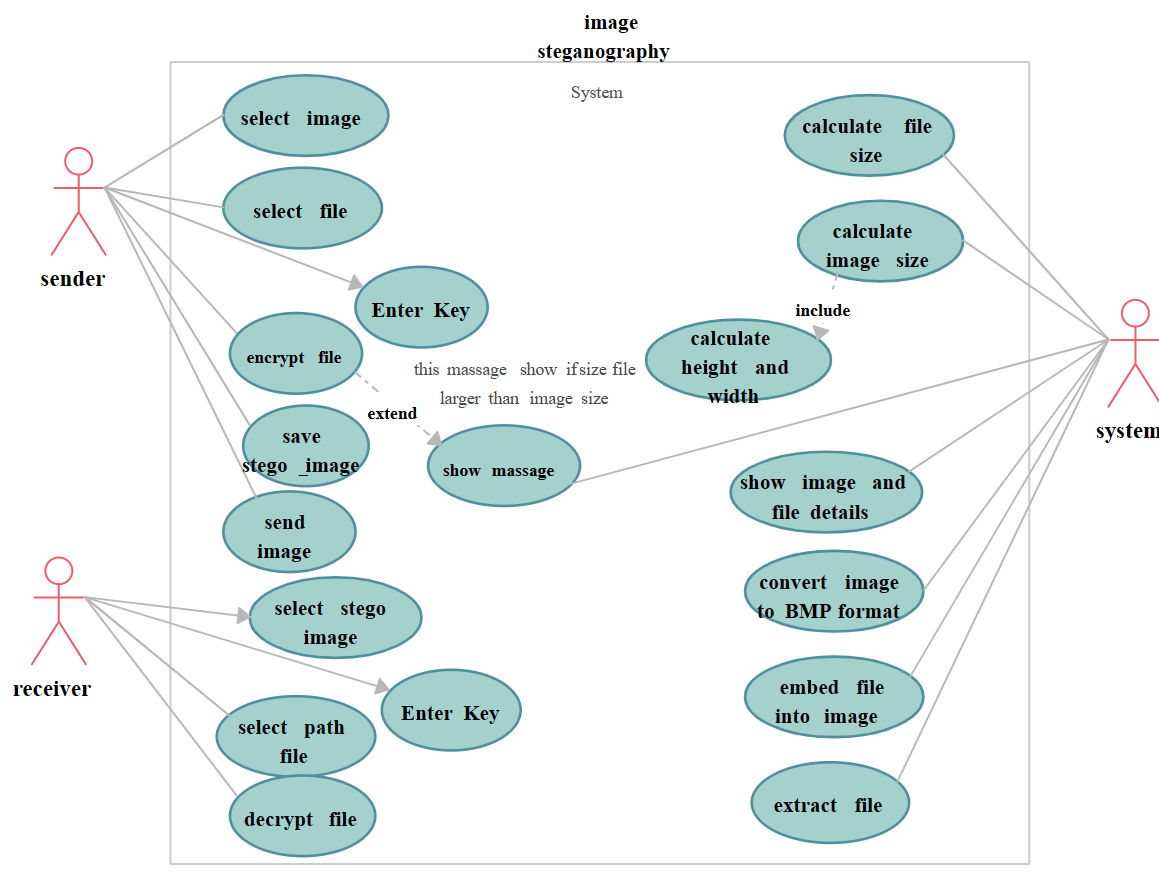 image
steganography
System
select image
select file
Enter Key
sender
encrypt file
extend
this massage show if size file
larger than image size
save
stego _image
show massage
send
image
select stego
image
receiver
Enter Key
select path
file
decrypt file
calculate file
size
calculate
image size
include
calculate
height and
width
system
show image and
file details
convert image
to BMP format
embed file
into image
extract file